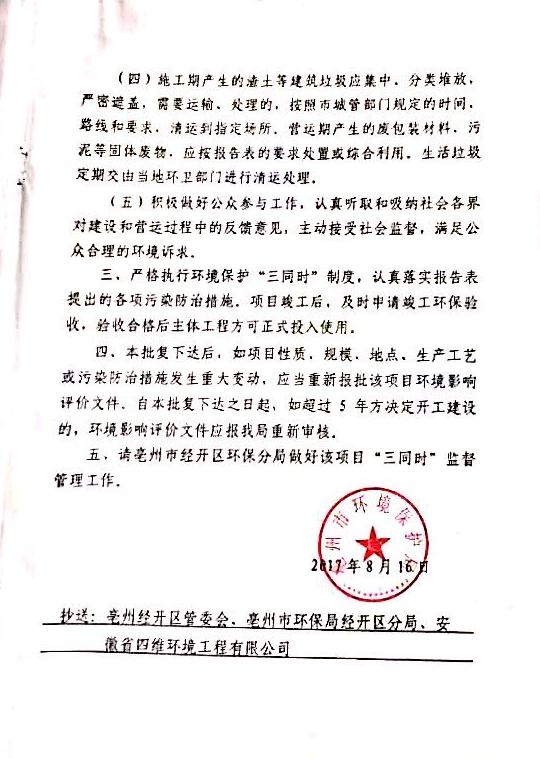 （四）施工期产生的渣土等建筑垃圾应集中、分类堆放，
严密遮盖，需要运输、处理的，按照市城管部门规定的时间、
路线和要求，清运到指定场所。营运期产生的废包装材料、污
泥等固体废物，应按报告表的要求处置或综合利用。生活垃圾
定期交由当地环卫部门进行清运处理。
（五）积极做好公众参与工作，认真听取和吸纳社会各界
对建设和营运过程中的反馈意见，主动接受社会监督，满足公
众合理的环境诉求。
三、严格执行环境保护“三同时”制度，认真落实报告表
提出的各项污染防治措施。项目竣工后，及时申请竣工环保验
收，验收合格后主体工程方可正式投入使用。
四、本批复下达后，如项目性质、规模、地点、生产工艺
或污染防治措施发生重大变动，应当重新报批该项目环境影响
评价文件。自本批复下达之日起，如超过 5 年方决定开工建设
的，环境影响评价文件应报我局重新审核。
五、请亳州市经开区环保分局做好该项目“三同时”监督
管理工作。
亳州市环境保护局
2017 年 8 月 16 日
抄送：亳州经开区管委会、亳州市环保局经开区分局、安
徽省四维环境工程有限公司